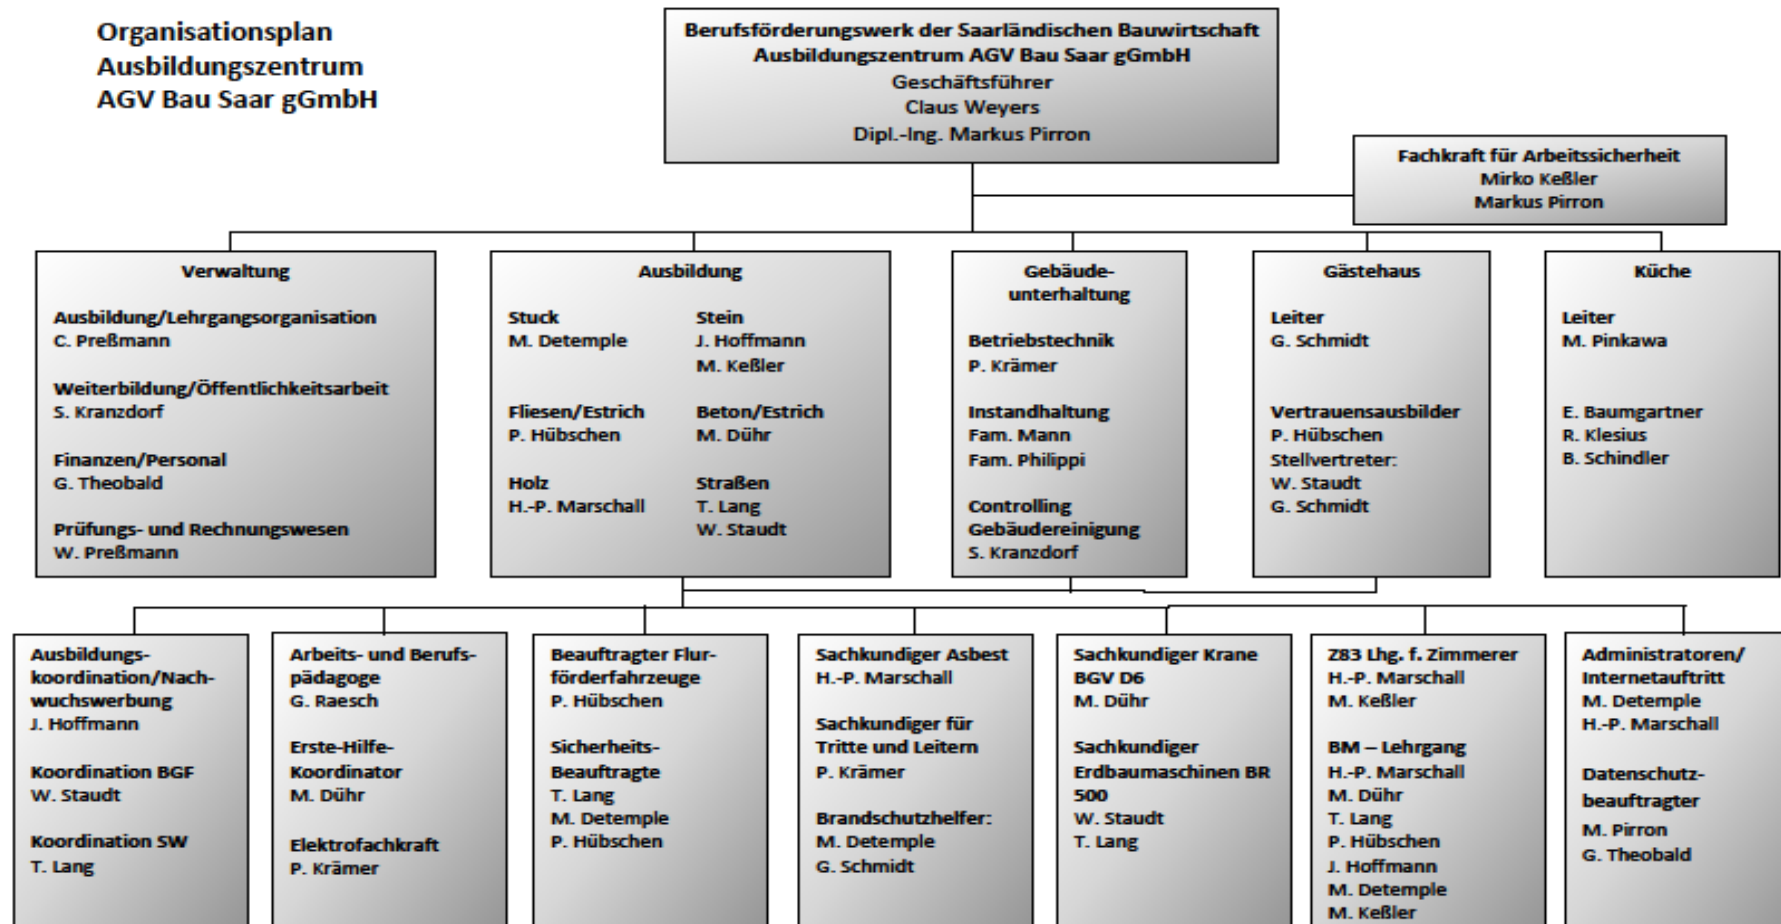 Organisationsplan
Ausbildungszentrum
AGV Bau Saar gGmbH
Berufsförderungswerk der Saarländischen Bauwirtschaft
Ausbildungszentrum AGV Bau Saar gGmbH
Geschäftsführer
Claus Weyers
Dipl.-Ing. Markus Pirron
Fachkraft für Arbeitssicherheit
Mirko Keßler
Markus Pirron
Verwaltung
Ausbildung/Lehrgangsorganisation
C. Preßmann
Weiterbildung/Öffentlichkeitsarbeit
S. Kranzdorf
Finanzen/Personal
G. Theobald
Prüfungs- und Rechnungswesen
W. Preßmann
Ausbildung
Stuck
M. Detemple
Fliesen/Estrich
P. Hübschen
Holz
H.-P. Marschall
Stein
J. Hoffmann
M. Keßler
Beton/Estrich
M. Dühr
Straßen
T. Lang
W. Staudt
Gebäude-
unterhaltung
Betriebstechnik
P. Krämer
Instandhaltung
Fam. Mann
Fam. Philippi
Controlling
Gebäudereinigung
S. Kranzdorf
Gästehaus
Leiter
G. Schmidt
Vertrauensausbilder
P. Hübschen
Stellvertreter:
W. Staudt
G. Schmidt
Küche
Leiter
M. Pinkawa
E. Baumgartner
R. Klesius
B. Schindler
Ausbildungs-
koordination/Nach-
wuchswerbung
J. Hoffmann
Koordination BGF
W. Staudt
Koordination SW
T. Lang
Arbeits- und Berufs-
pädagoge
G. Raesch
Erste-Hilfe-
Koordinator
M. Dühr
Elektrofachkraft
P. Krämer
Beauftragter Flur-
förderfahrzeuge
P. Hübschen
Sicherheits-
Beauftragte
T. Lang
M. Detemple
P. Hübschen
Sachkundiger Asbest
H.-P. Marschall
Sachkundiger für
Tritte und Leitern
P. Krämer
Brandschutzhelfer:
M. Detemple
G. Schmidt
Sachkundiger Krane
BGV D6
M. Dühr
Sachkundiger
Erdbaumaschinen BR
500
W. Staudt
T. Lang
Z83 Lhg. f. Zimmerer
H.-P. Marschall
M. Keßler
BM – Lehrgang
H.-P. Marschall
M. Dühr
T. Lang
P. Hübschen
J. Hoffmann
M. Detemple
M. Keßler
Administratoren/
Internetauftritt
M. Detemple
H.-P. Marschall
Datenschutz-
beauftragter
M. Pirron
G. Theobald